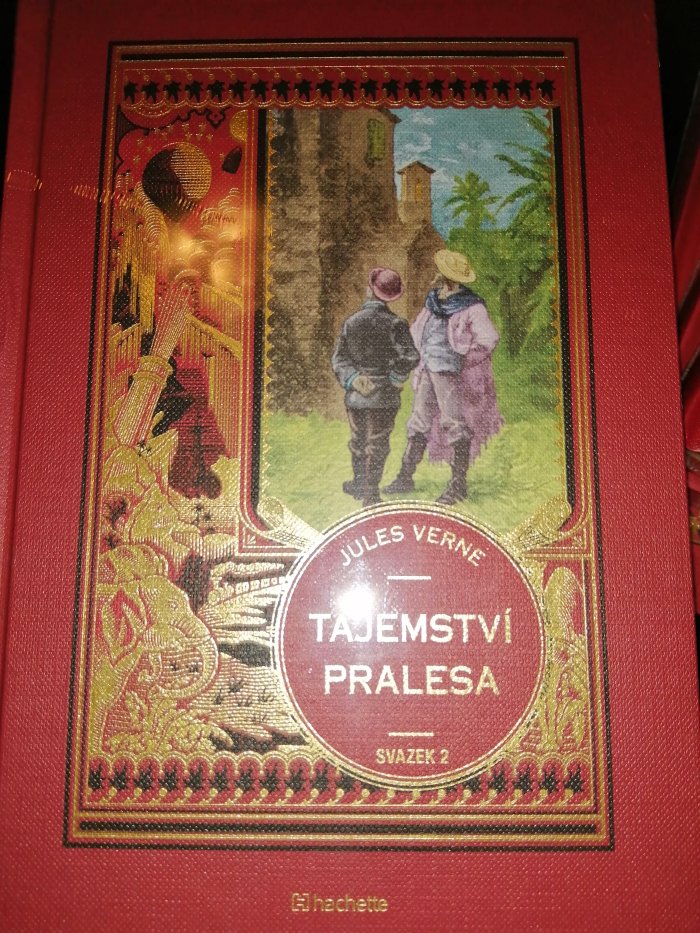 JULES VERNE
TAJEMSTVÍ
PRALESA
SVAZEK 2
hachette